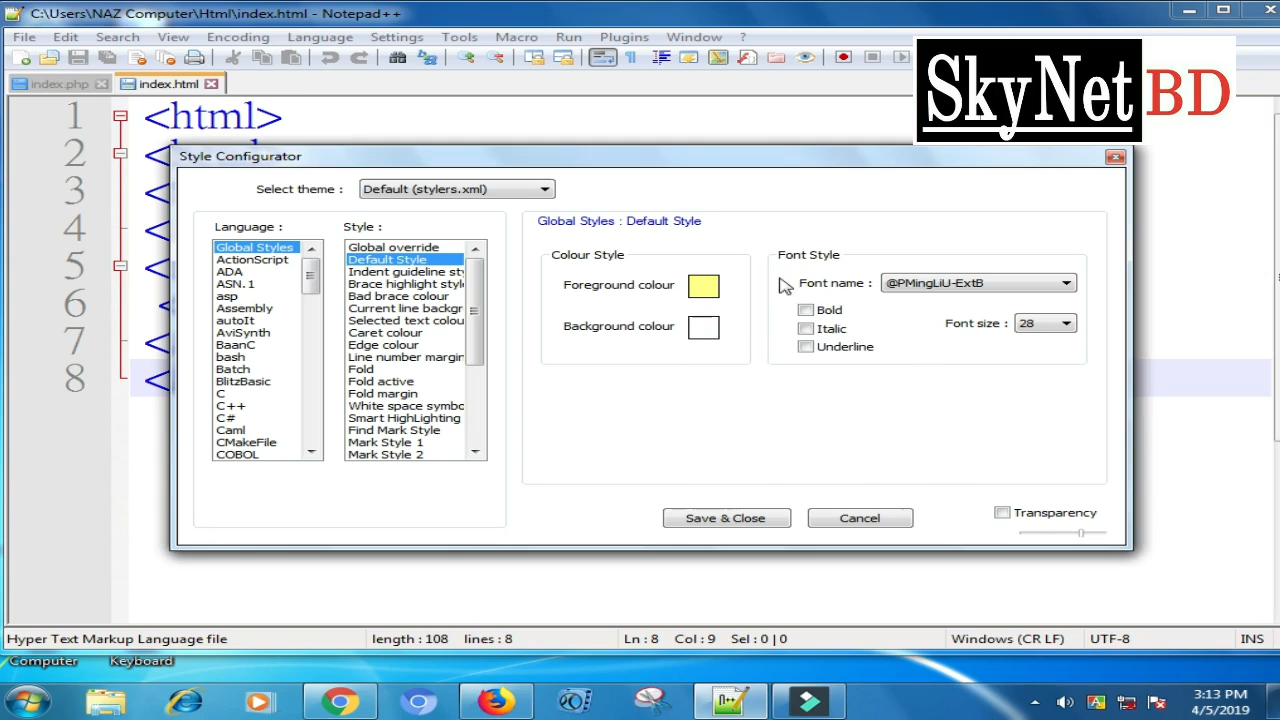 C:\Users\NAZ Computer\Html\index.html - Notepad++
File Edit Search View Encoding Language Settings Tools Macro Run Plugins Window ?
index.php index.html
SkyNet BD
1 <html>
2 <
3 <
4 <
5 <
6
7 <
8 <
Style Configurator
Select theme : Default (stylers.xml)
Language :
Global Styles
ActionScript
ADA
ASN.1
asp
Assembly
autoIt
AviSynth
BaanC
bash
Batch
BlitzBasic
C
C++
C#
Caml
CMakeFile
COBOL
Style :
Global override
Default Style
Indent guideline sty
Brace highlight style
Bad brace colour
Current line backgr
Selected text colou
Caret colour
Edge colour
Line number margin
Fold
Fold active
Fold margin
White space symbo
Smart HighLighting
Find Mark Style
Mark Style 1
Mark Style 2
Global Styles : Default Style
Colour Style
Foreground colour
Background colour
Font Style
Font name : @PMingLiU-ExtB
Bold
Italic
Underline
Font size : 28
Save & Close Cancel
Transparency
Hyper Text Markup Language file length : 108 lines : 8 Ln : 8 Col : 9 Sel : 0 | 0 Windows (CR LF) UTF-8 INS
Computer Keyboard
3:13 PM
4/5/2019